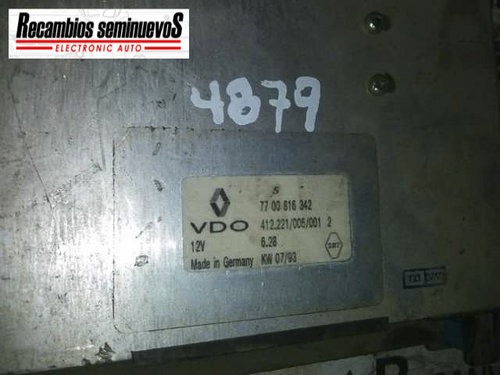 Recambios seminuevoS
ELECTRONIC AUTO
4879
S
77 00 816 342
VDO 412.221/006/001 2
12V 6.28
Made in Germany KW 07/93